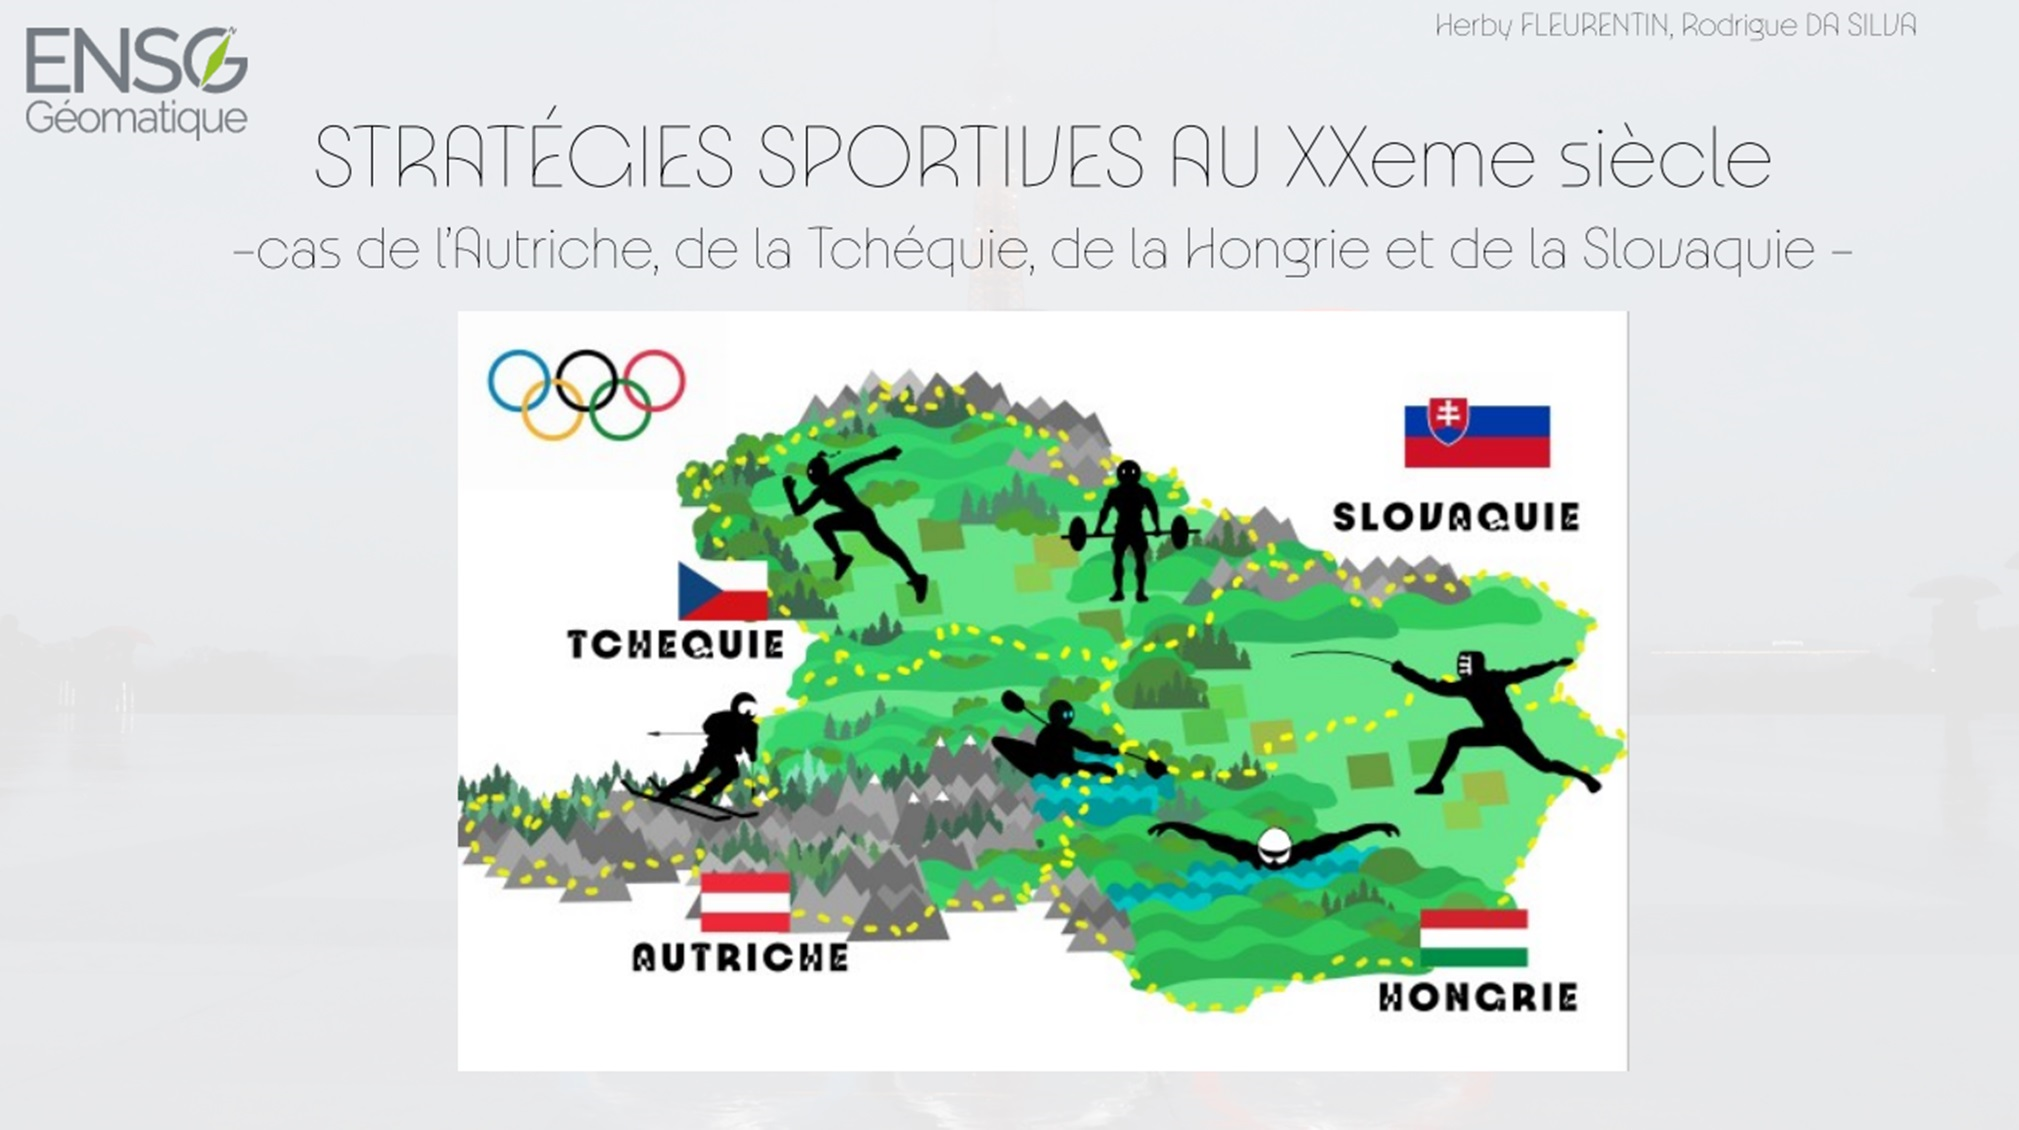 Herby FLEURENTIN, Rodrigue DA SILVA
ENSG
Géomatique
STRATÉGIES SPORTIVES AU XXeme siècle
-cas de l'Autriche, de la Tchéquie, de la Hongrie et de la Slovaquie -
SLOVAQUIE
TCHEQUIE
AUTRICHE
HONGRIE